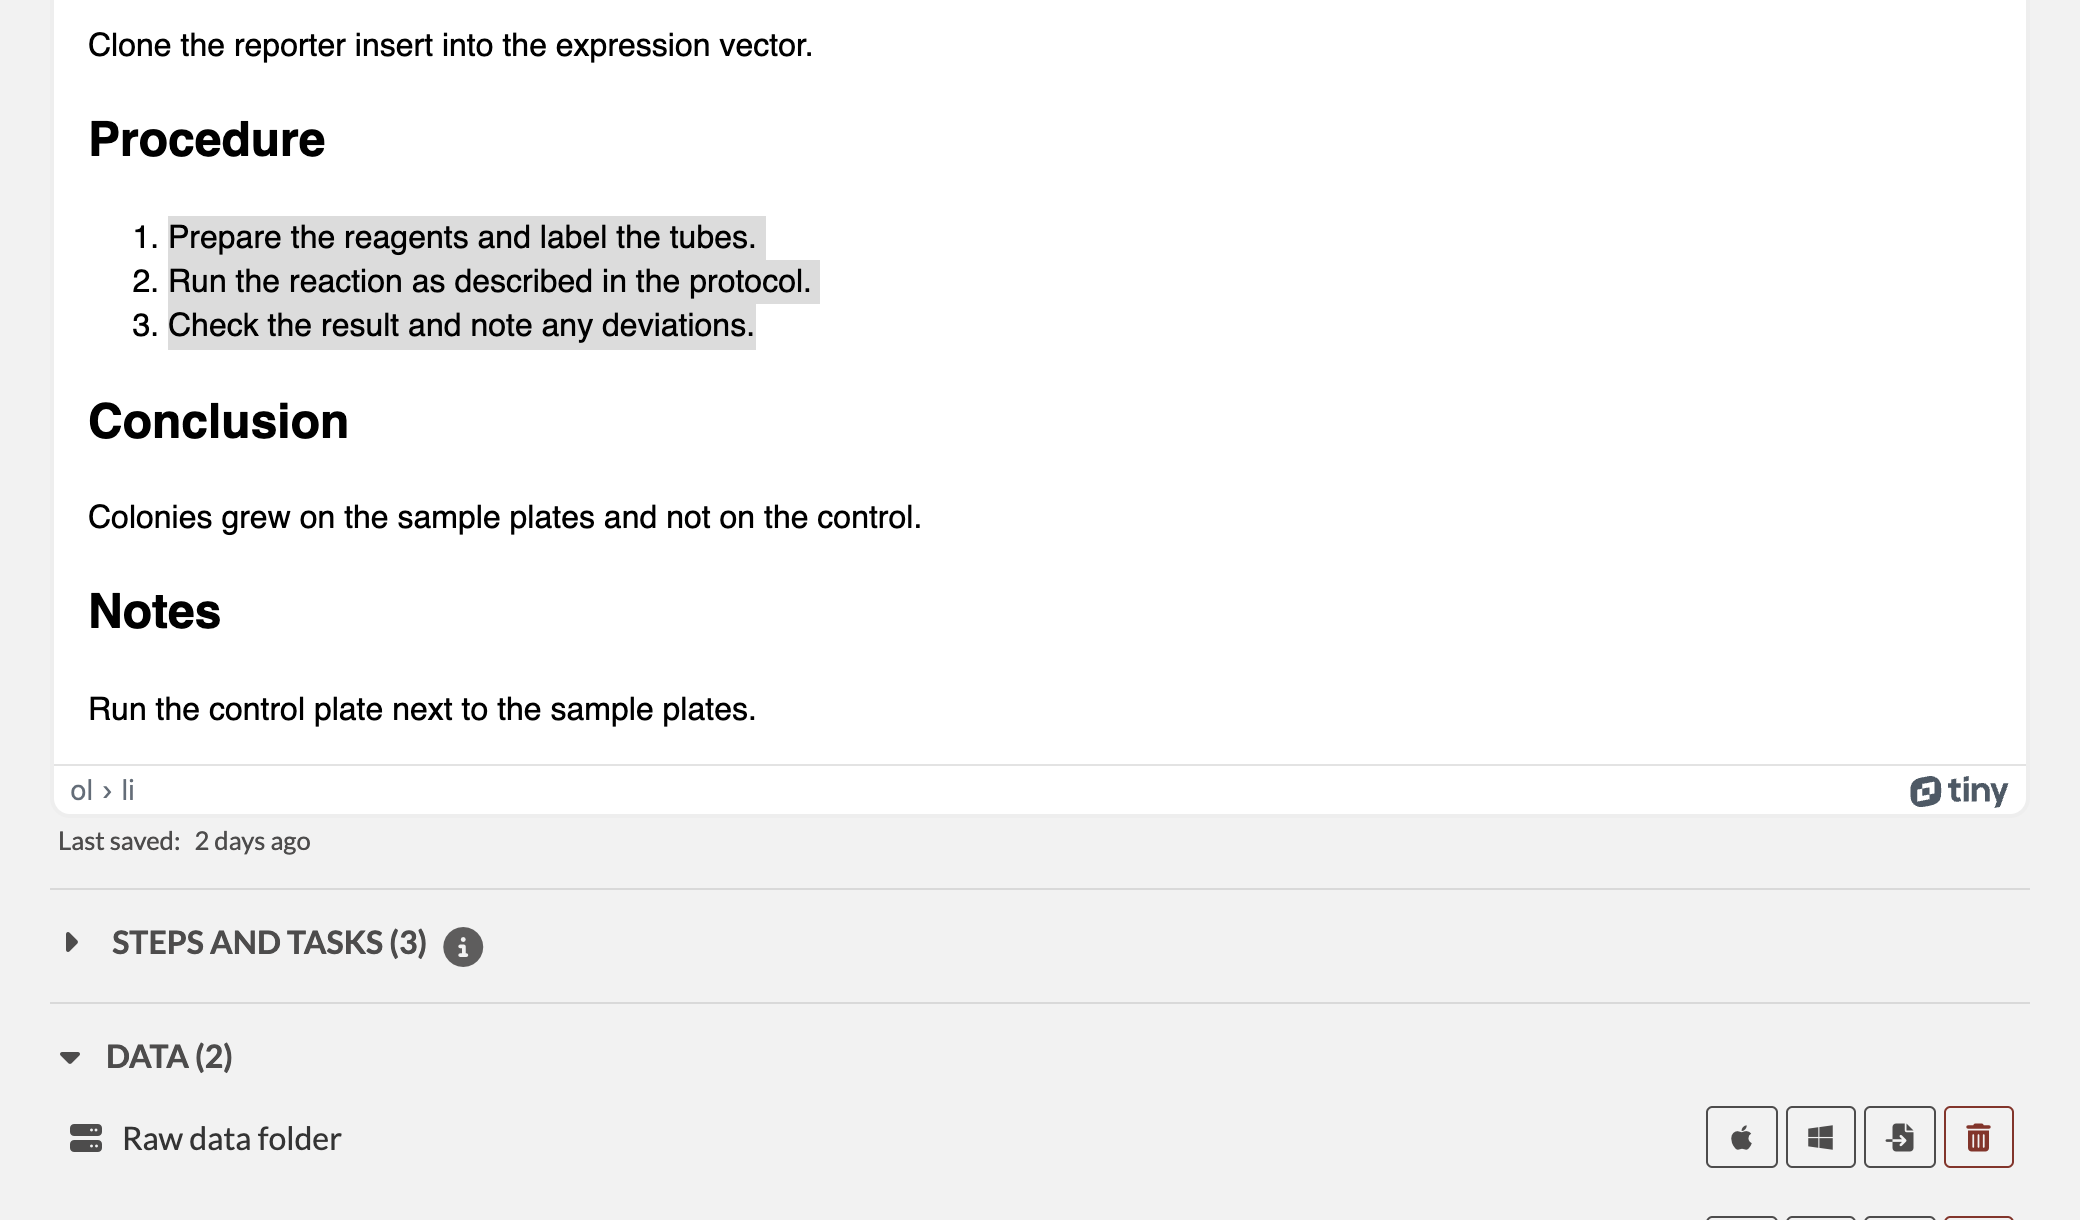 Clone the reporter insert into the expression vector.
Procedure
1. Prepare the reagents and label the tubes.
2. Run the reaction as described in the protocol.
3. Check the result and note any deviations.
Conclusion
Colonies grew on the sample plates and not on the control.
Notes
Run the control plate next to the sample plates.
ol › li tiny
Last saved: 2 days ago
STEPS AND TASKS (3)
DATA (2)
Raw data folder